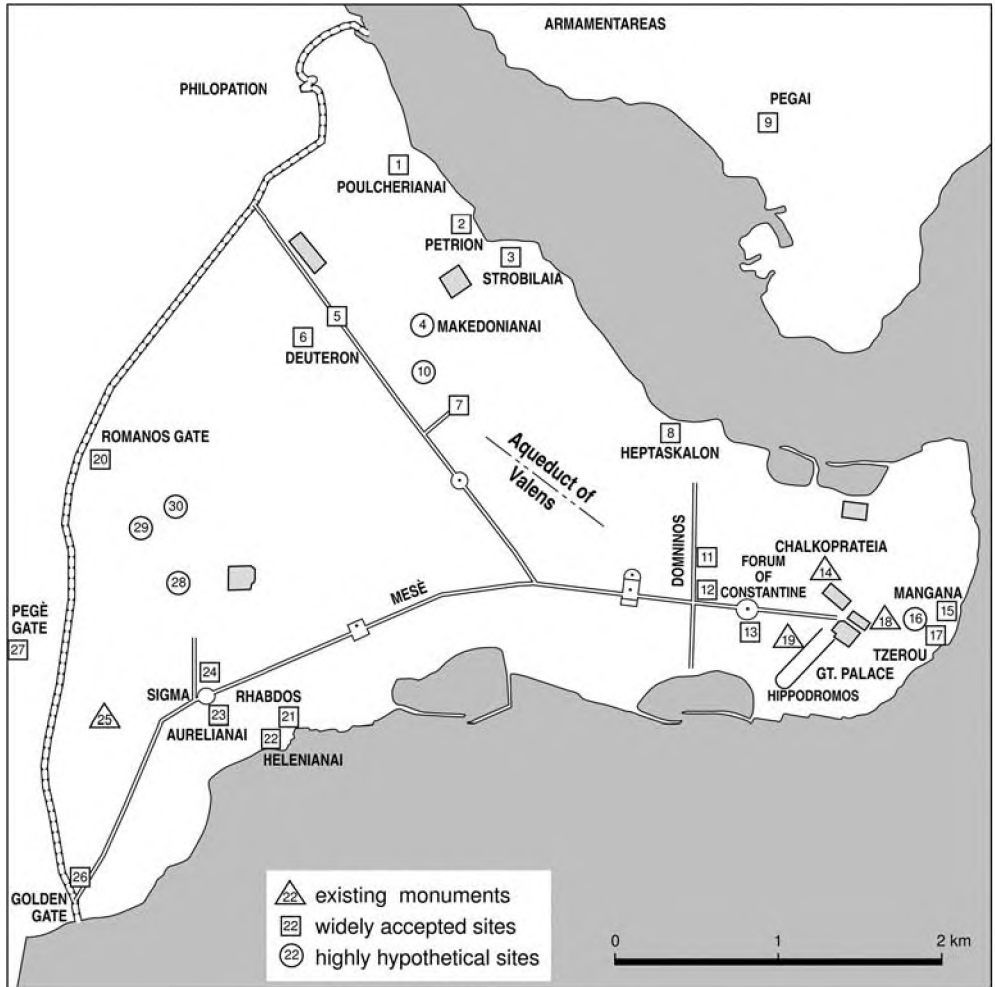 ARMAMENTAREAS
PHILOPATION
PEGAI
9
1
POULCHERIANAI
2
PETRION
3
STROBILAIA
5
4
MAKEDONIANAI
6
DEUTERON
10
7
ROMANOS GATE
20
8
HEPTASKALON
Aqueduct of
Valens
30
29
28
DOMNINOS
11
12
FORUM
OF
CONSTANTINE
CHALKOPRATEIA
14
MANGANA
15
MESÈ
PEGÈ
GATE
27
13
19
18
16
17
TZEROU
GT. PALACE
HIPPODROMOS
24
SIGMA
RHABDOS
25
23
AURELIANAI
21
22
HELENIANAI
26
GOLDEN
GATE
22 existing monuments
22 widely accepted sites
22 highly hypothetical sites
0 1 2 km